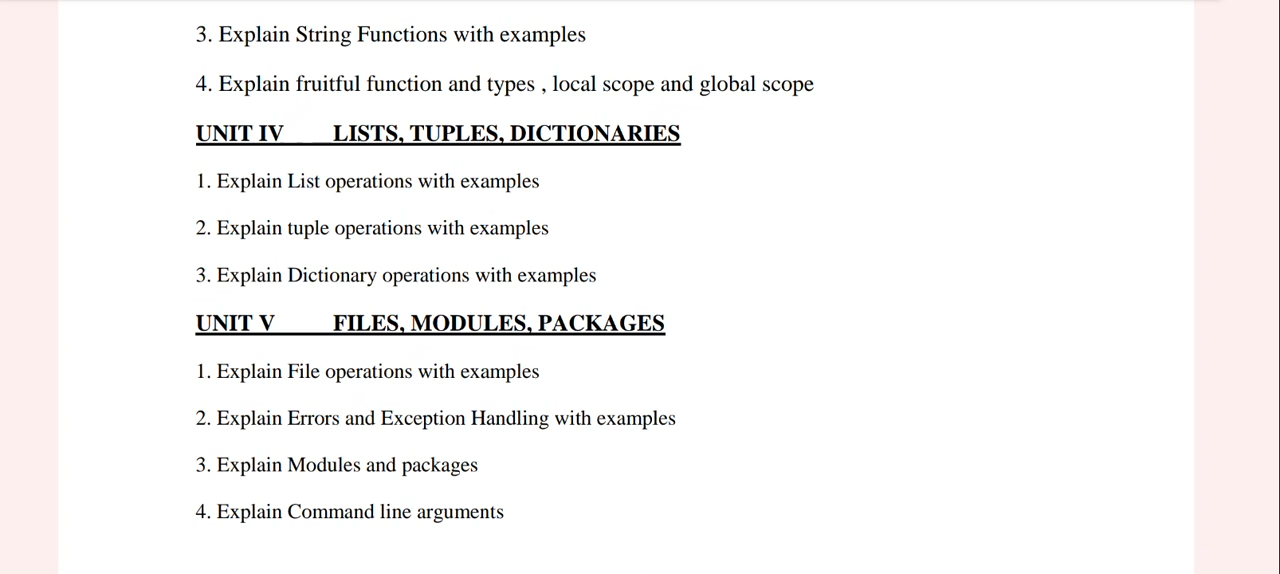 3. Explain String Functions with examples
4. Explain fruitful function and types , local scope and global scope
UNIT IV LISTS, TUPLES, DICTIONARIES
1. Explain List operations with examples
2. Explain tuple operations with examples
3. Explain Dictionary operations with examples
UNIT V FILES, MODULES, PACKAGES
1. Explain File operations with examples
2. Explain Errors and Exception Handling with examples
3. Explain Modules and packages
4. Explain Command line arguments